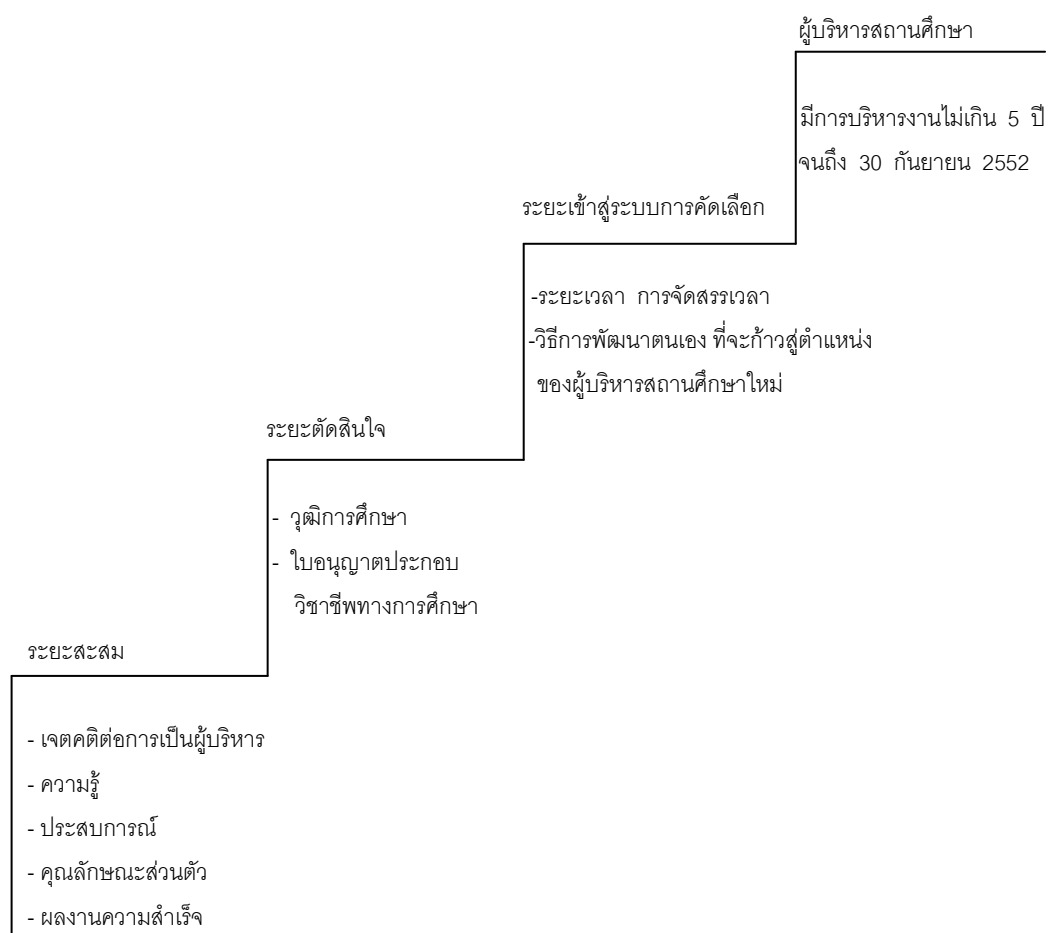 ผู้บริหารสถานศึกษา
มีการบริหารงานไม่เกิน 5 ปี
จนถึง 30 กันยายน 2552
ระยะเข้าสู่ระบบการคัดเลือก
-ระยะเวลา การจัดสรรเวลา
-วิธีการพัฒนาตนเอง ที่จะก้าวสู่ตำแหน่ง
ของผู้บริหารสถานศึกษาใหม่
ระยะตัดสินใจ
- วุฒิการศึกษา
- ใบอนุญาตประกอบ
วิชาชีพทางการศึกษา
ระยะสะสม
- เจตคติต่อการเป็นผู้บริหาร
- ความรู้
- ประสบการณ์
- คุณลักษณะส่วนตัว
- ผลงานความสำเร็จ